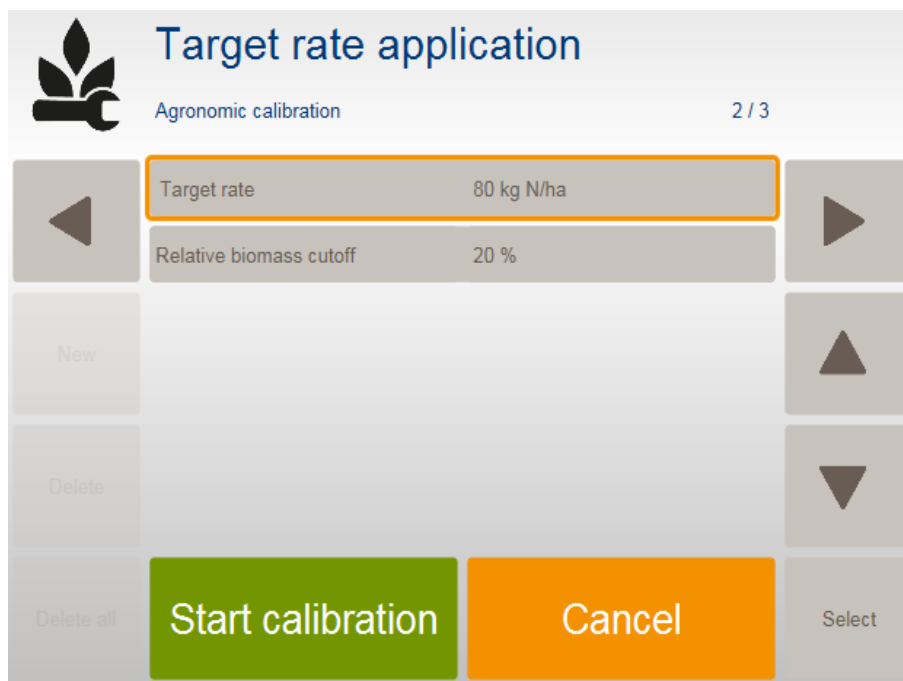 Target rate application
Agronomic calibration 2 / 3
Target rate 80 kg N/ha
Relative biomass cutoff 20 %
New
Delete
Delete all
Start calibration
Cancel
Select